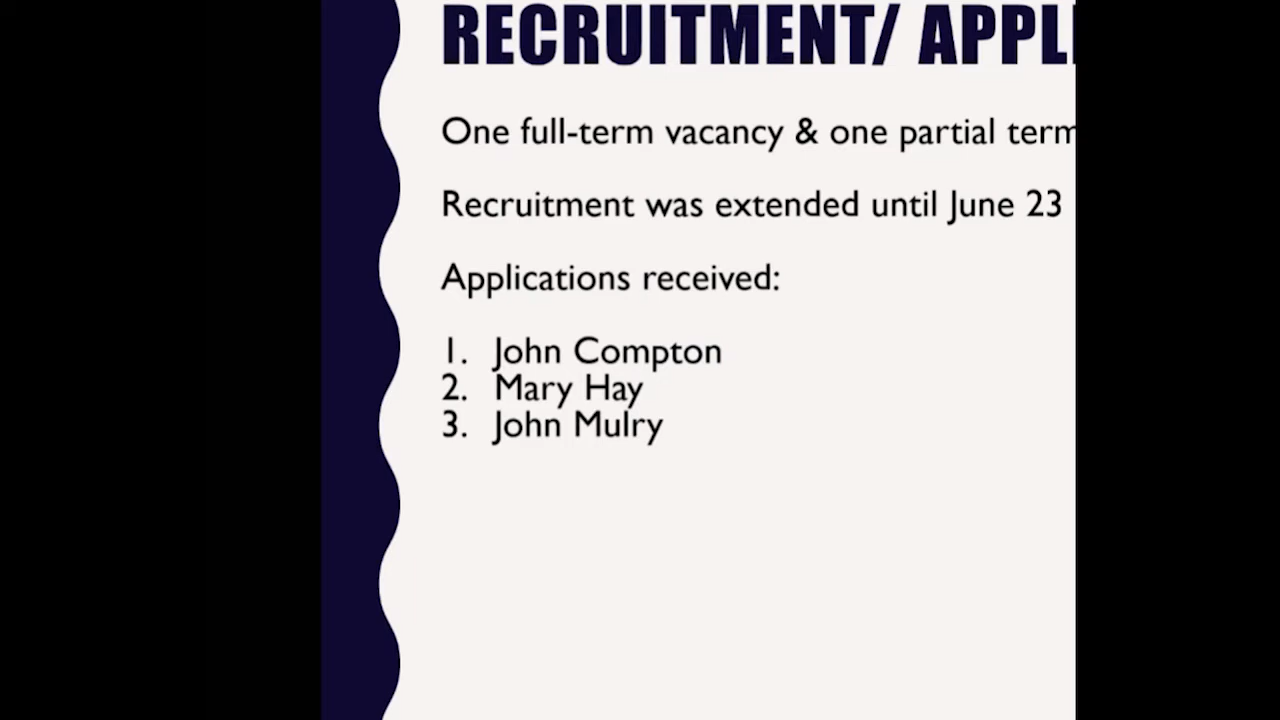 RECRUITMENT/ APPL
One full-term vacancy & one partial term
Recruitment was extended until June 23
Applications received:
1. John Compton
2. Mary Hay
3. John Mulry